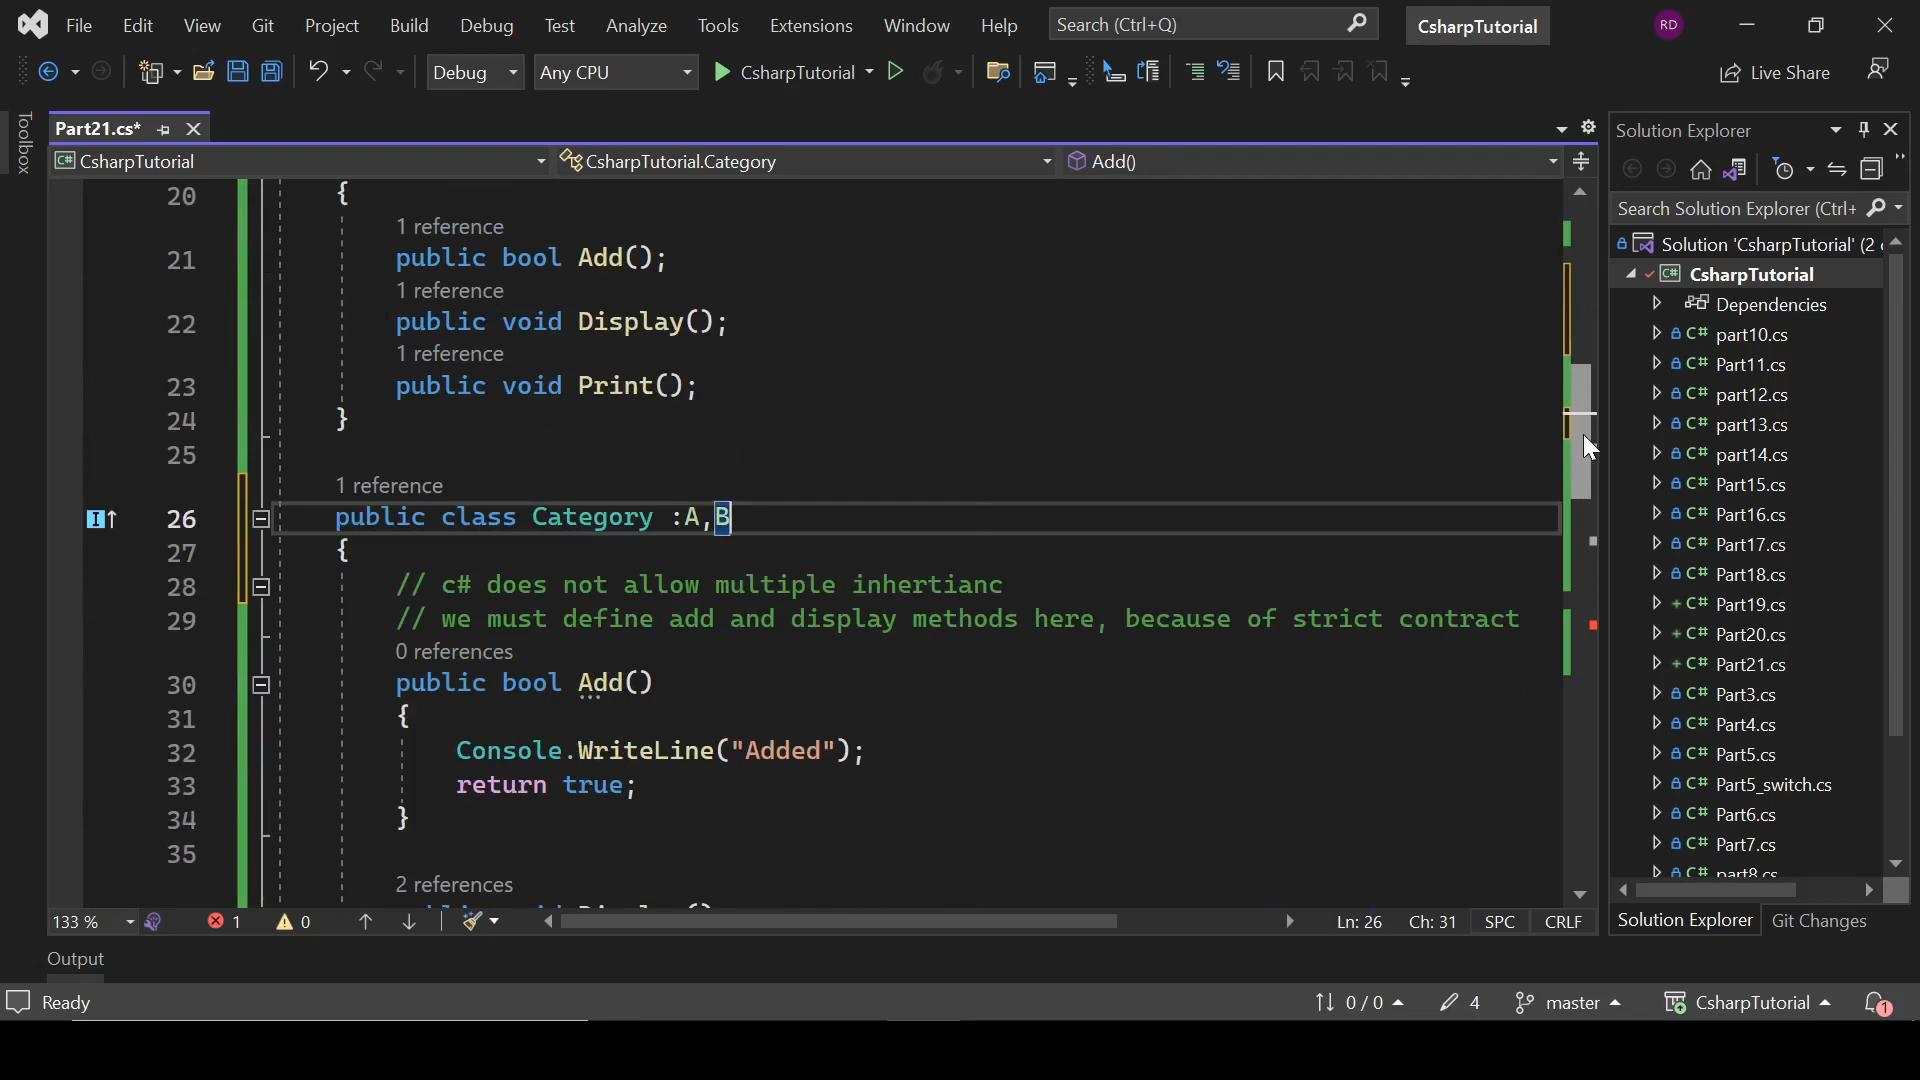 File Edit View Git Project Build Debug Test Analyze Tools Extensions Window Help Search (Ctrl+Q) CsharpTutorial RD
Debug Any CPU CsharpTutorial Live Share
Toolbox
Part21.cs*
C# CsharpTutorial CsharpTutorial.Category Add()
20 {
1 reference
21 public bool Add();
1 reference
22 public void Display();
1 reference
23 public void Print();
24 }
25
1 reference
26 public class Category :A,B
27 {
28 // c# does not allow multiple inhertianc
29 // we must define add and display methods here, because of strict contract
0 references
30 public bool Add()
31 {
32 Console.WriteLine("Added");
33 return true;
34 }
35
2 references
133 % 1 0 Ln: 26 Ch: 31 SPC CRLF
Solution Explorer
Search Solution Explorer (Ctrl+
Solution 'CsharpTutorial' (2
C# CsharpTutorial
Dependencies
C# part10.cs
C# Part11.cs
C# part12.cs
C# part13.cs
C# part14.cs
C# Part15.cs
C# Part16.cs
C# Part17.cs
C# Part18.cs
C# Part19.cs
C# Part20.cs
C# Part21.cs
C# Part3.cs
C# Part4.cs
C# Part5.cs
C# Part5_switch.cs
C# Part6.cs
C# Part7.cs
C# part8.cs
Solution Explorer Git Changes
Output
Ready 0 / 0 4 master CsharpTutorial 1